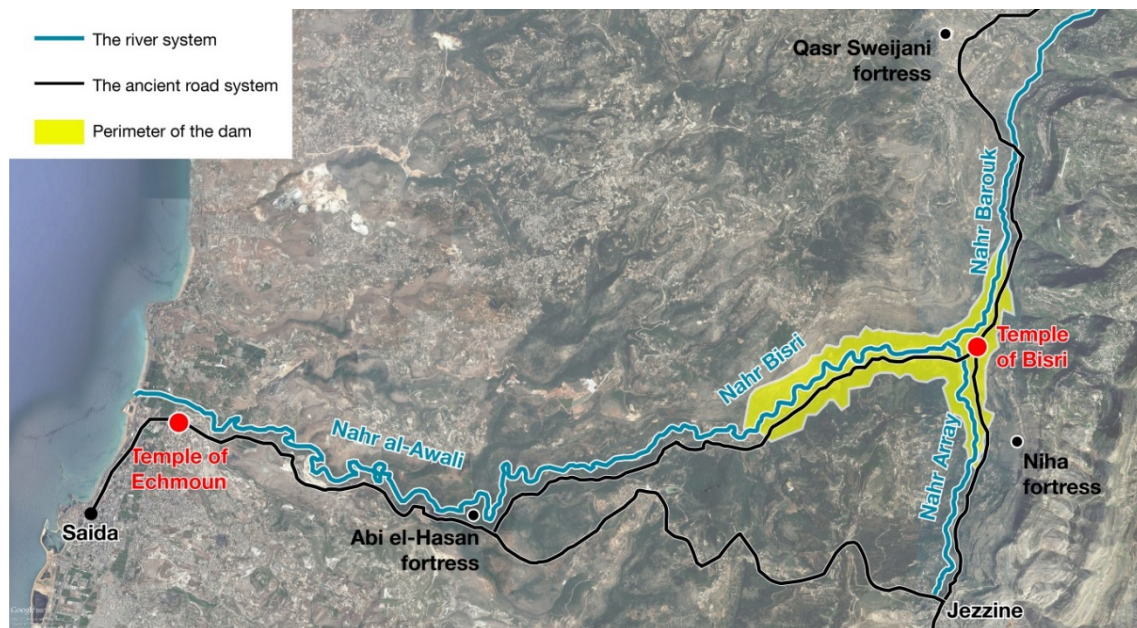 The river system
The ancient road system
Perimeter of the dam
Qasr Sweijani
fortress
Nahr Barouk
Temple
of Bisri
Nahr Bisri
Nahr Array
Niha
fortress
Nahr al-Awali
Temple of
Echmoun
Saida
Abi el-Hasan
fortress
Jezzine